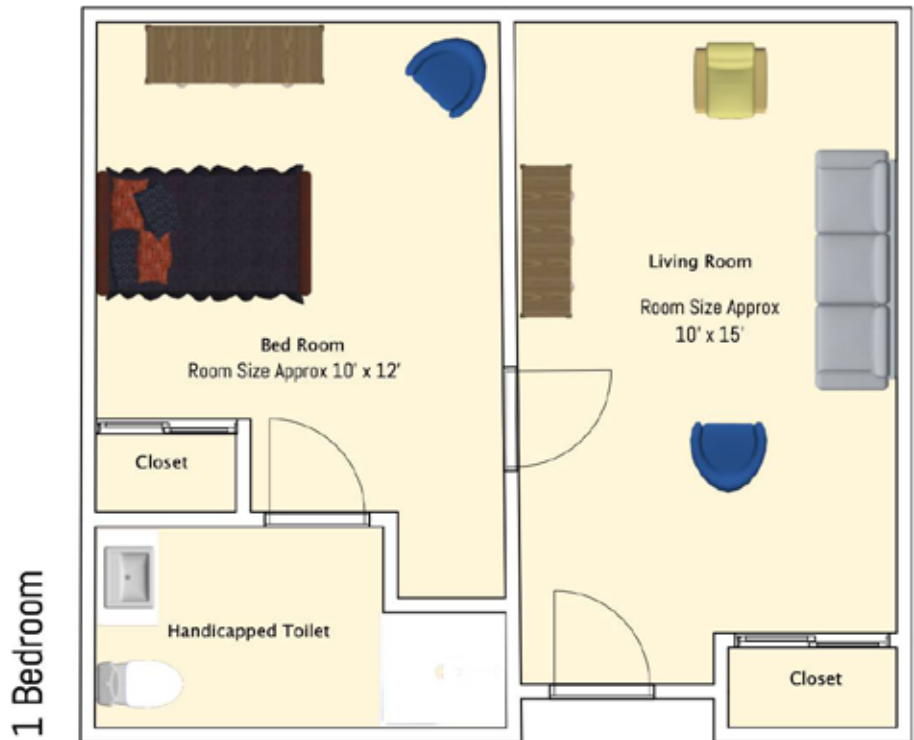 1 Bedroom
Bed Room
Room Size Approx 10' x 12'
Living Room
Room Size Approx
10' x 15'
Closet
Handicapped Toilet
Closet